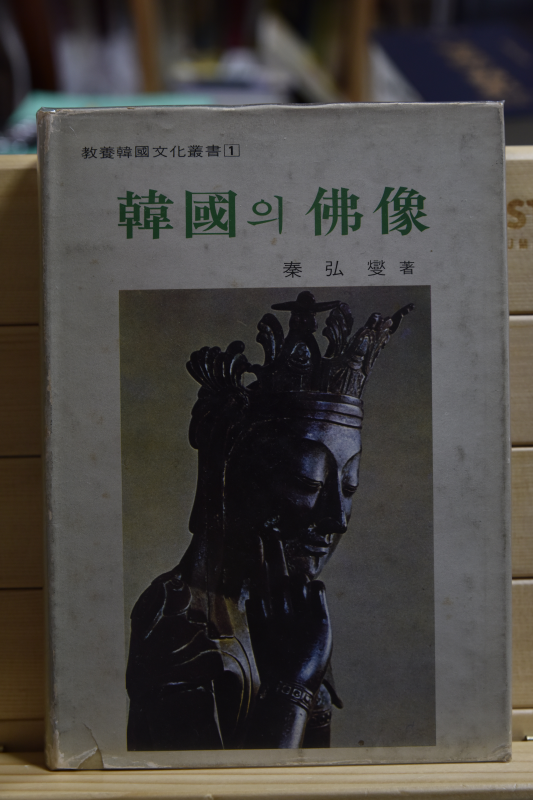 教養韓國文化叢書1
韓國의 佛像
秦弘燮 著